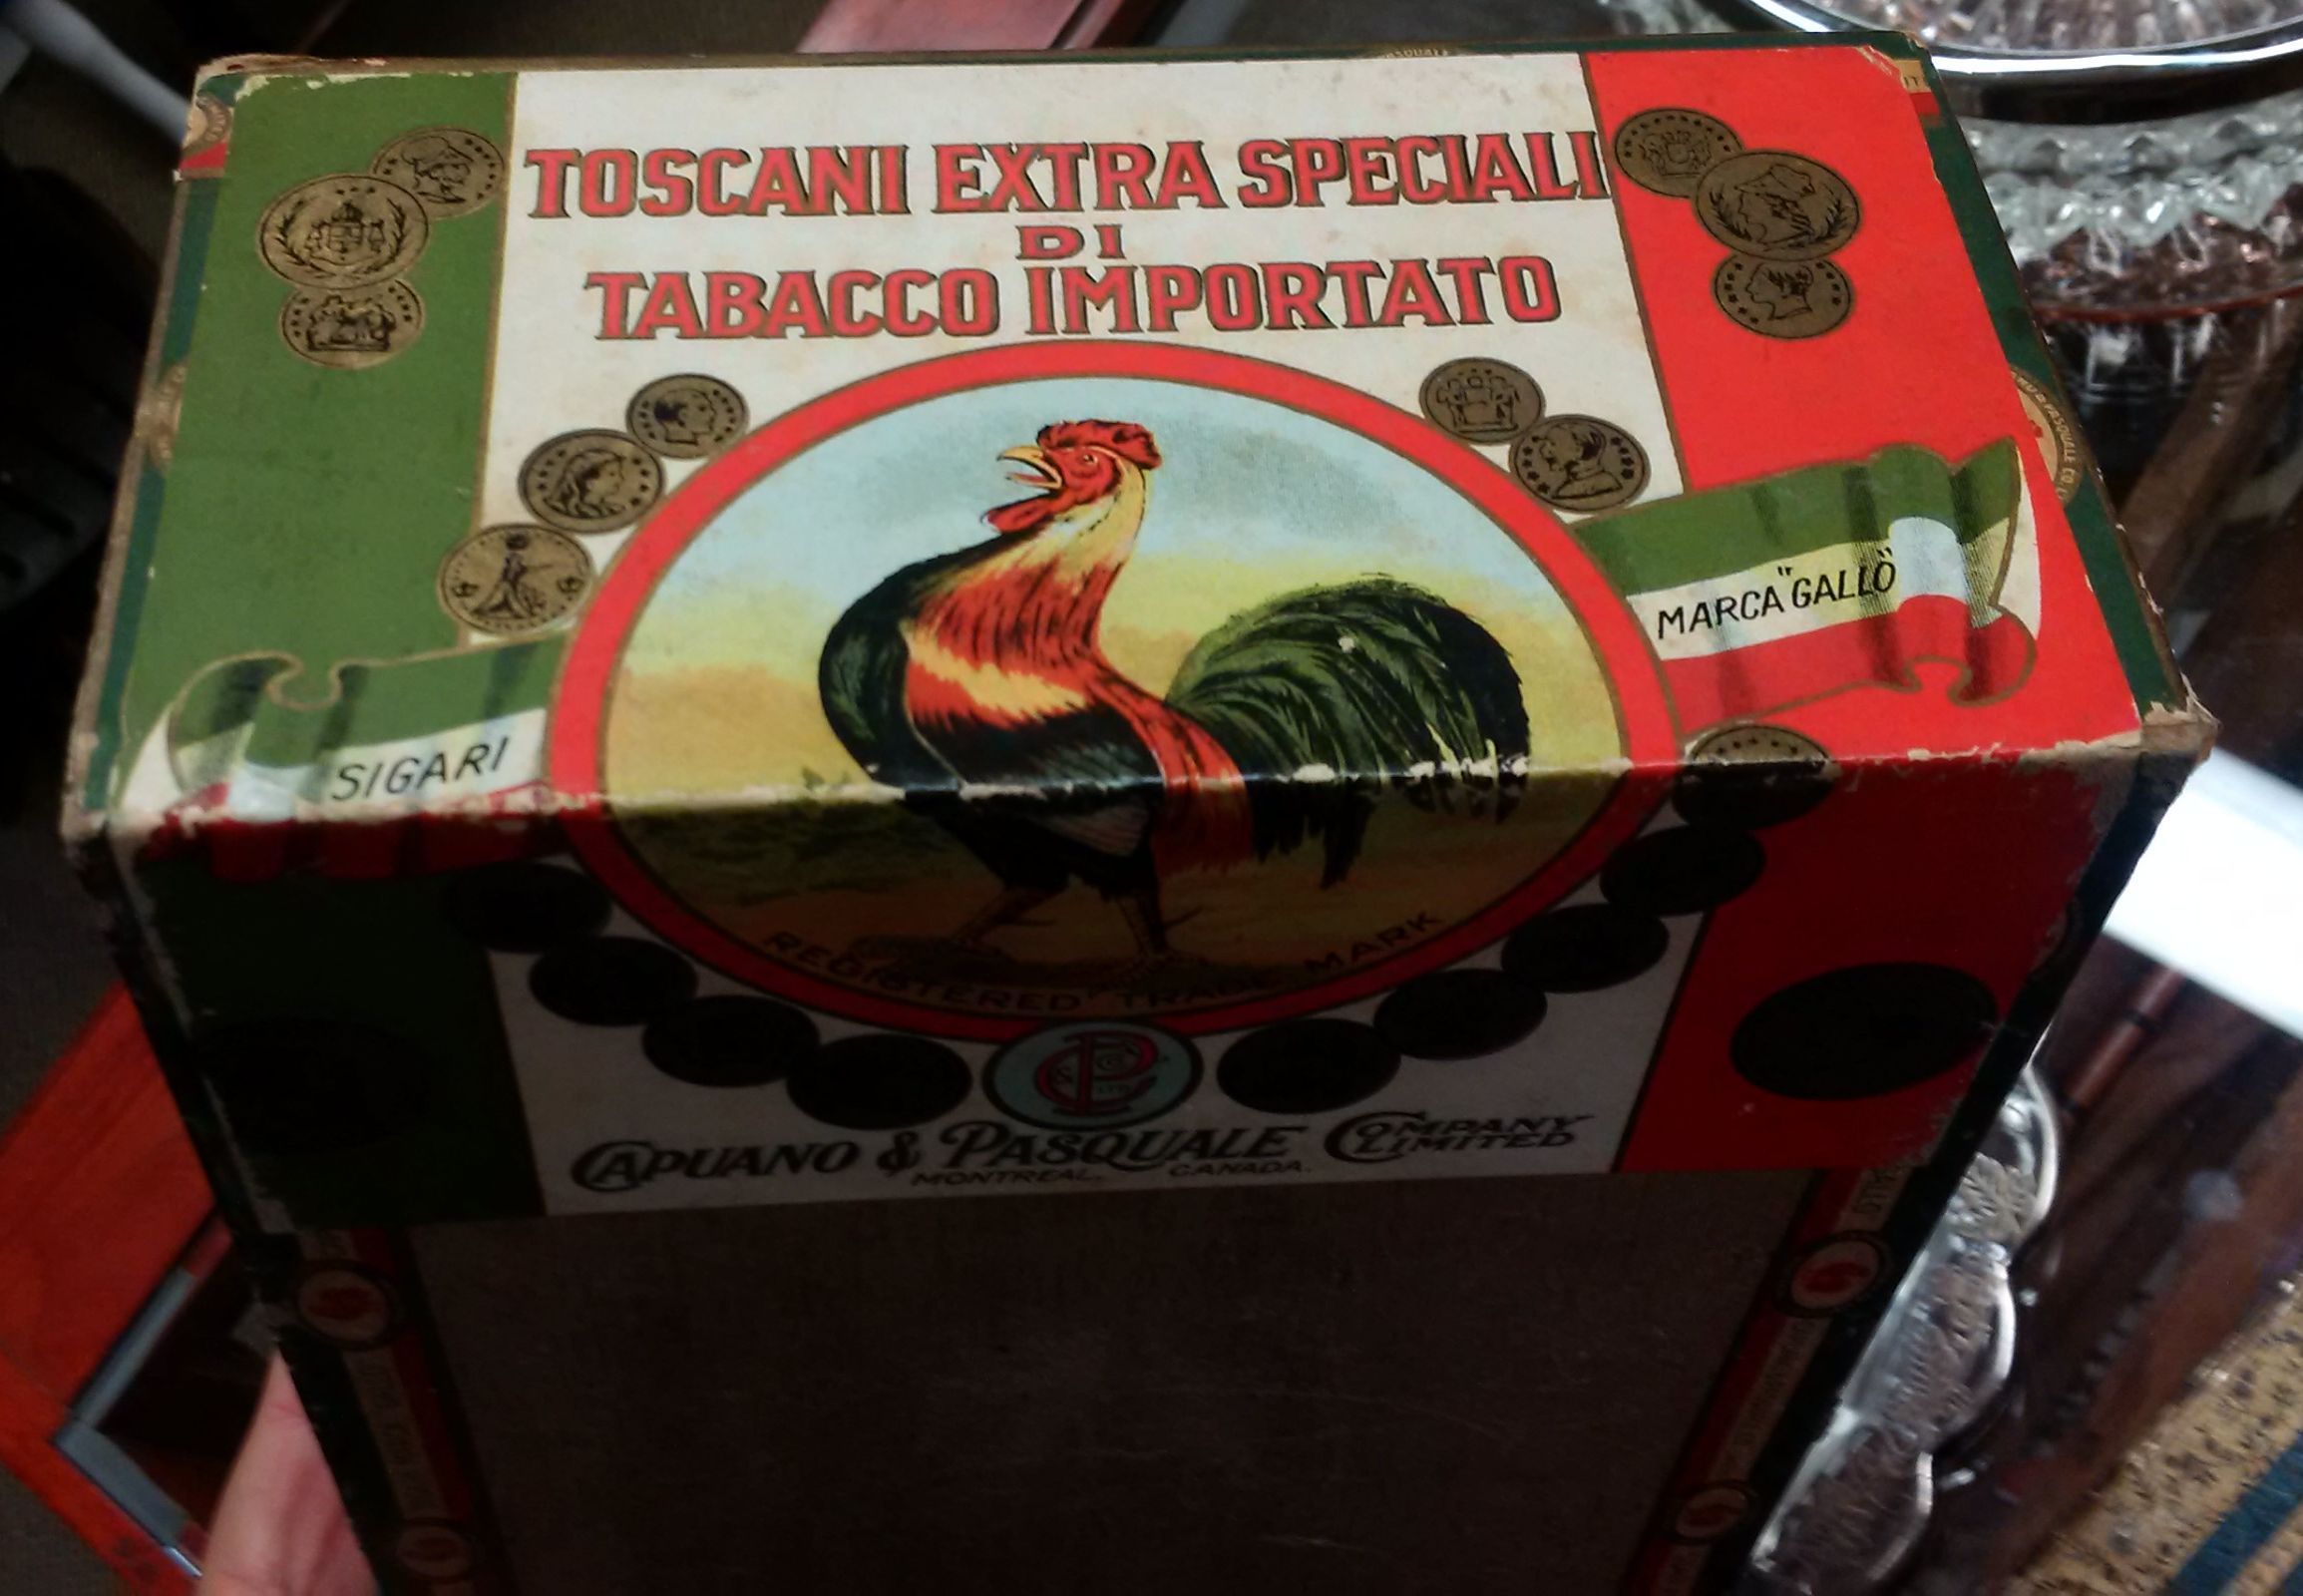 TOSCANI EXTRA SPECIALI
DI
TABACCO IMPORTATO
MARCA "GALLO"
SIGARI
REGISTERED TRADE MARK
CAPUANO & PASQUALE COMPANY LIMITED
MONTREAL, CANADA.